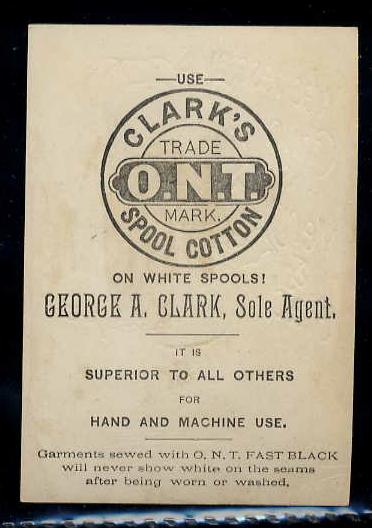 —USE—
CLARK'S
TRADE
O.N.T.
MARK.
SPOOL COTTON
ON WHITE SPOOLS!
GEORGE A. CLARK, Sole Agent.
IT IS
SUPERIOR TO ALL OTHERS
FOR
HAND AND MACHINE USE.
Garments sewed with O. N. T. FAST BLACK
will never show white on the seams
after being worn or washed.